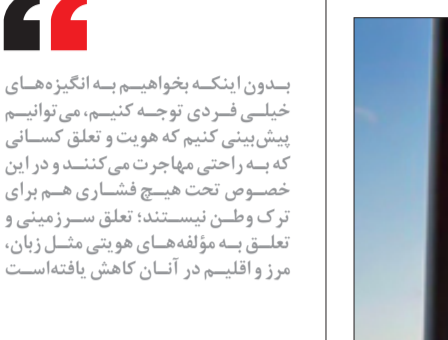 بدون اینکه بخواهیم به انگیزه‌های
خیلی فردی توجه کنیم، می‌توانیم
پیش‌بینی کنیم که هویت و تعلق کسانی
که به راحتی مهاجرت می‌کنند و در این
خصوص تحت هیچ فشاری هم برای
ترک وطن نیستند؛ تعلق سرزمینی و
تعلق به مؤلفه‌های هویتی مثل زبان،
مرز و اقلیم در آنان کاهش یافته‌است